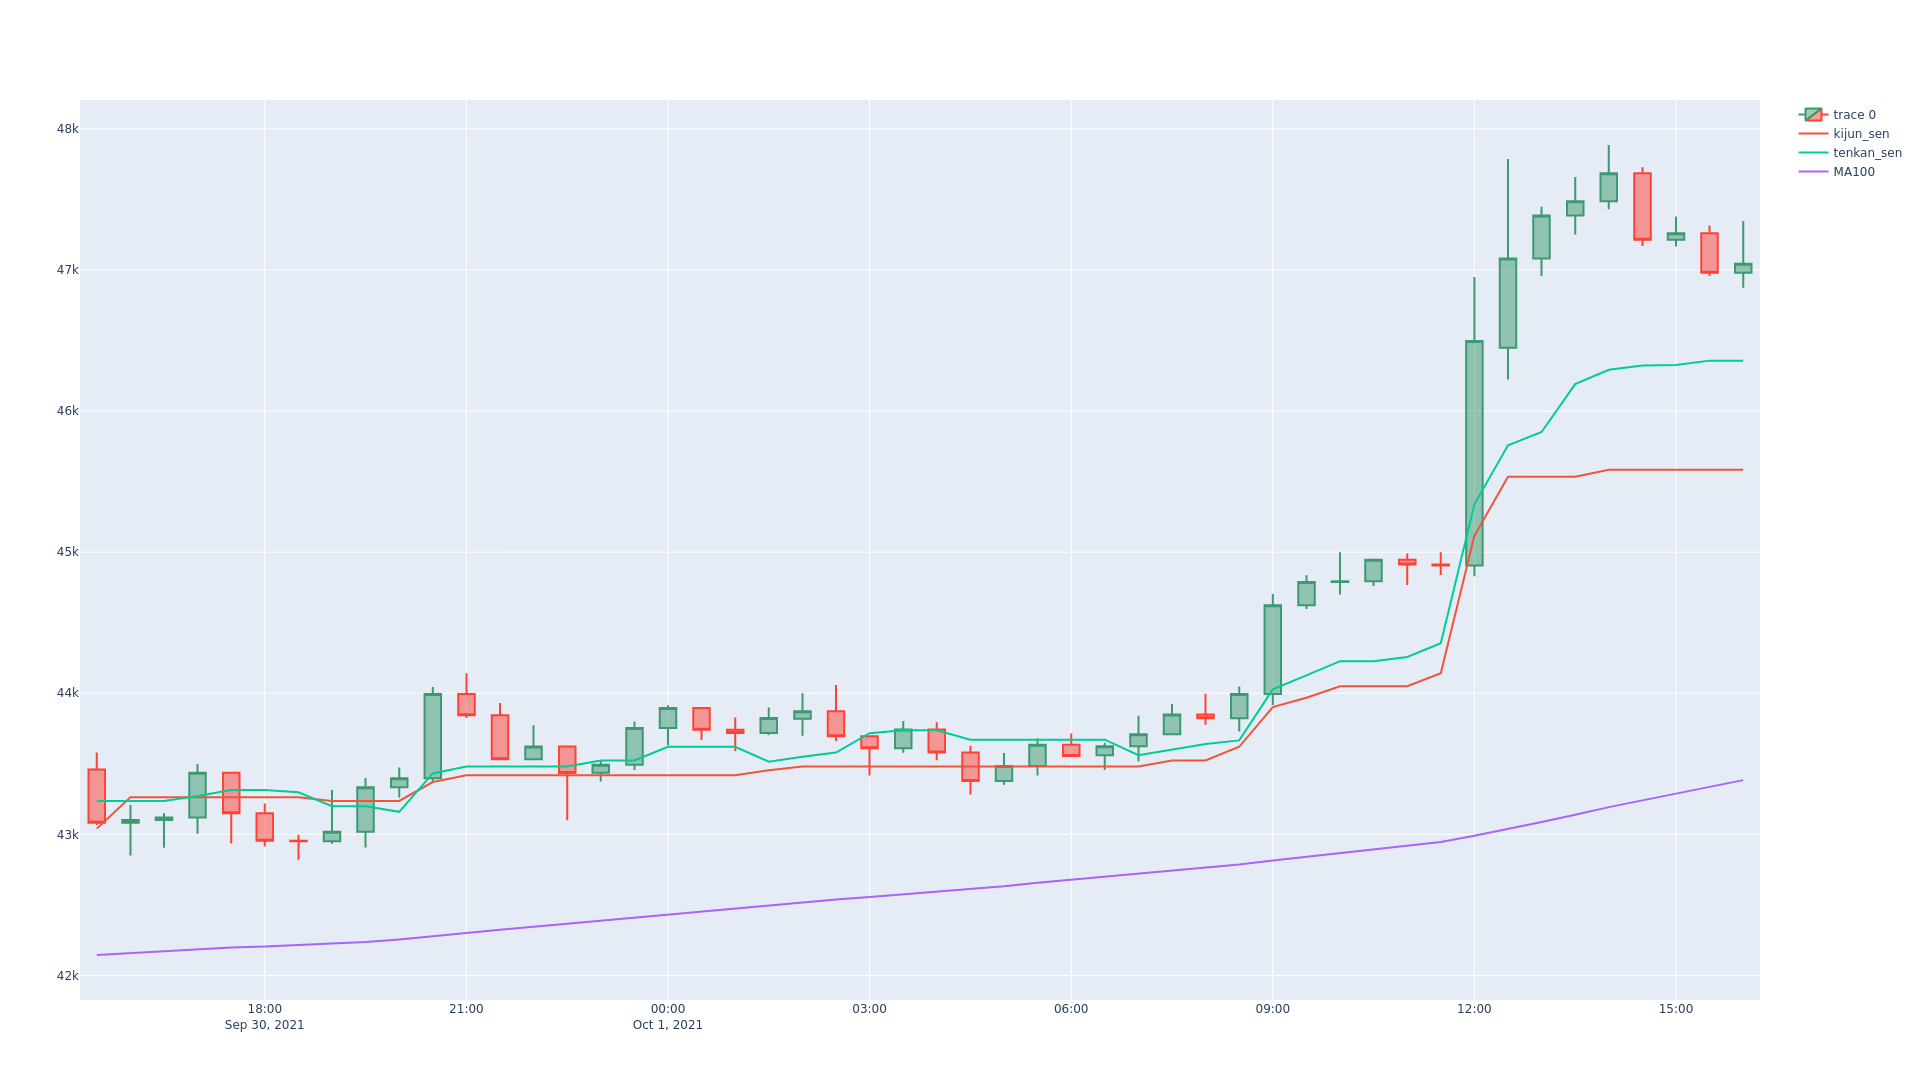 48k
47k
46k
45k
44k
43k
42k
18:00
Sep 30, 2021
21:00
00:00
Oct 1, 2021
03:00
06:00
09:00
12:00
15:00
trace 0
kijun_sen
tenkan_sen
MA100